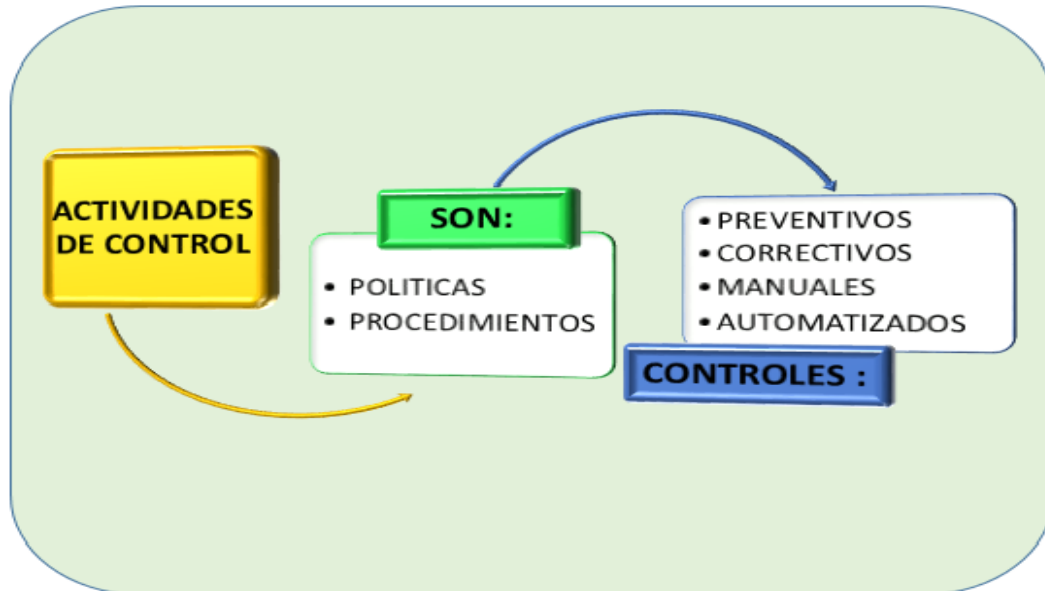 ACTIVIDADES
DE CONTROL
SON:
• POLITICAS
• PROCEDIMIENTOS
• PREVENTIVOS
• CORRECTIVOS
• MANUALES
• AUTOMATIZADOS
CONTROLES :